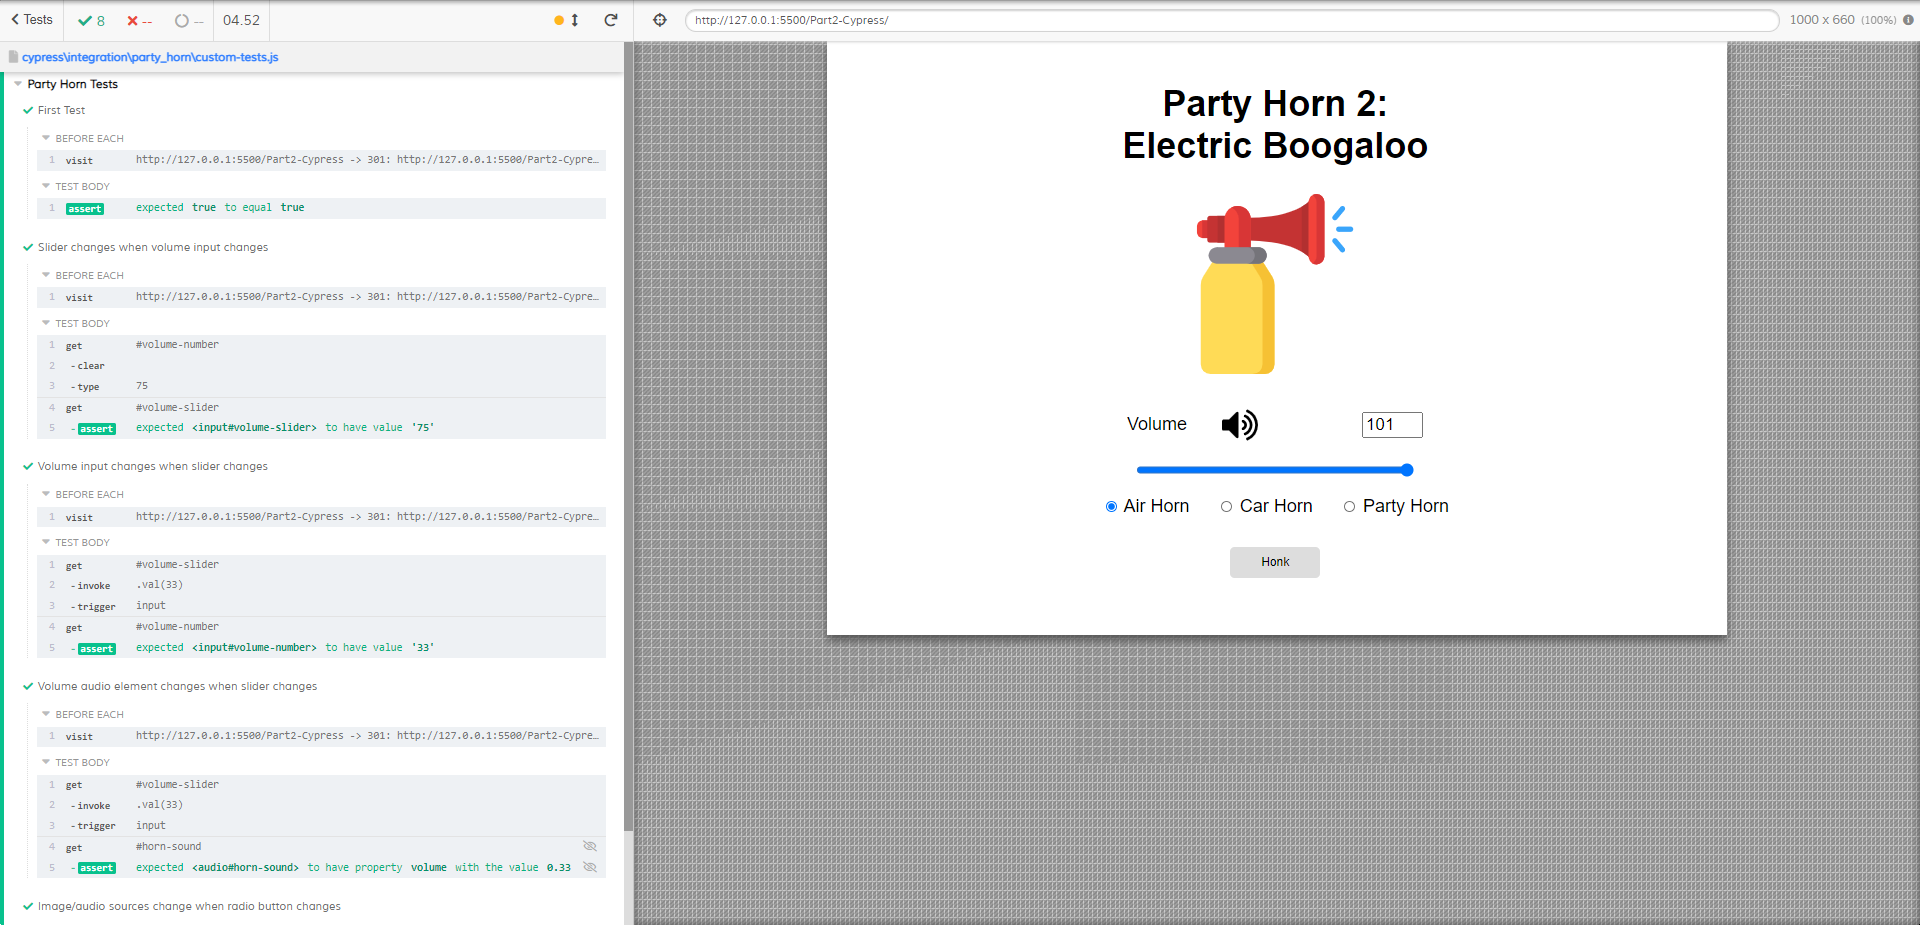 Tests
8
--
--
04.52
http://127.0.0.1:5500/Part2-Cypress/
1000 x 660 (100%)
cypress\integration\party_horn\custom-tests.js
Party Horn Tests
First Test
BEFORE EACH
1 visit http://127.0.0.1:5500/Part2-Cypress -> 301: http://127.0.0.1:5500/Part2-Cypre…
TEST BODY
1 assert expected true to equal true
Slider changes when volume input changes
BEFORE EACH
1 visit http://127.0.0.1:5500/Part2-Cypress -> 301: http://127.0.0.1:5500/Part2-Cypre…
TEST BODY
1 get #volume-number
2 -clear
3 -type 75
4 get #volume-slider
5 -assert expected <input#volume-slider> to have value '75'
Volume input changes when slider changes
BEFORE EACH
1 visit http://127.0.0.1:5500/Part2-Cypress -> 301: http://127.0.0.1:5500/Part2-Cypre…
TEST BODY
1 get #volume-slider
2 -invoke .val(33)
3 -trigger input
4 get #volume-number
5 -assert expected <input#volume-number> to have value '33'
Volume audio element changes when slider changes
BEFORE EACH
1 visit http://127.0.0.1:5500/Part2-Cypress -> 301: http://127.0.0.1:5500/Part2-Cypre…
TEST BODY
1 get #volume-slider
2 -invoke .val(33)
3 -trigger input
4 get #horn-sound
5 -assert expected <audio#horn-sound> to have property volume with the value 0.33
Image/audio sources change when radio button changes
Party Horn 2:
Electric Boogaloo
Volume 101
Air Horn Car Horn Party Horn
Honk